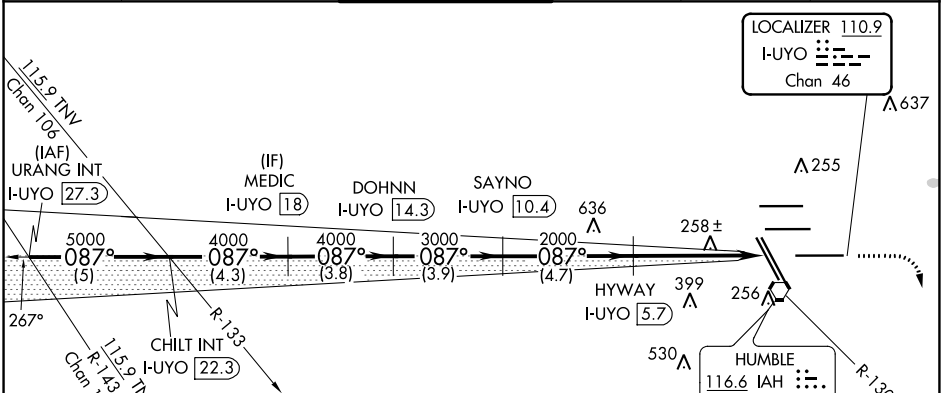 LOCALIZER 110.9
I-UYO
Chan 46
637
115.9 TNV
Chan 106
(IAF)
URANG INT
I-UYO 27.3
(IF)
MEDIC
I-UYO 18
DOHNN
I-UYO 14.3
SAYNO
I-UYO 10.4
255
636
258±
5000
087°
(5)
4000
087°
(4.3)
4000
087°
(3.8)
3000
087°
(3.9)
2000
087°
(4.7)
267°
HYWAY
I-UYO 5.7
399
256
R-133
CHILT INT
I-UYO 22.3
115.9
R-143
Chan
530
HUMBLE
116.6 IAH